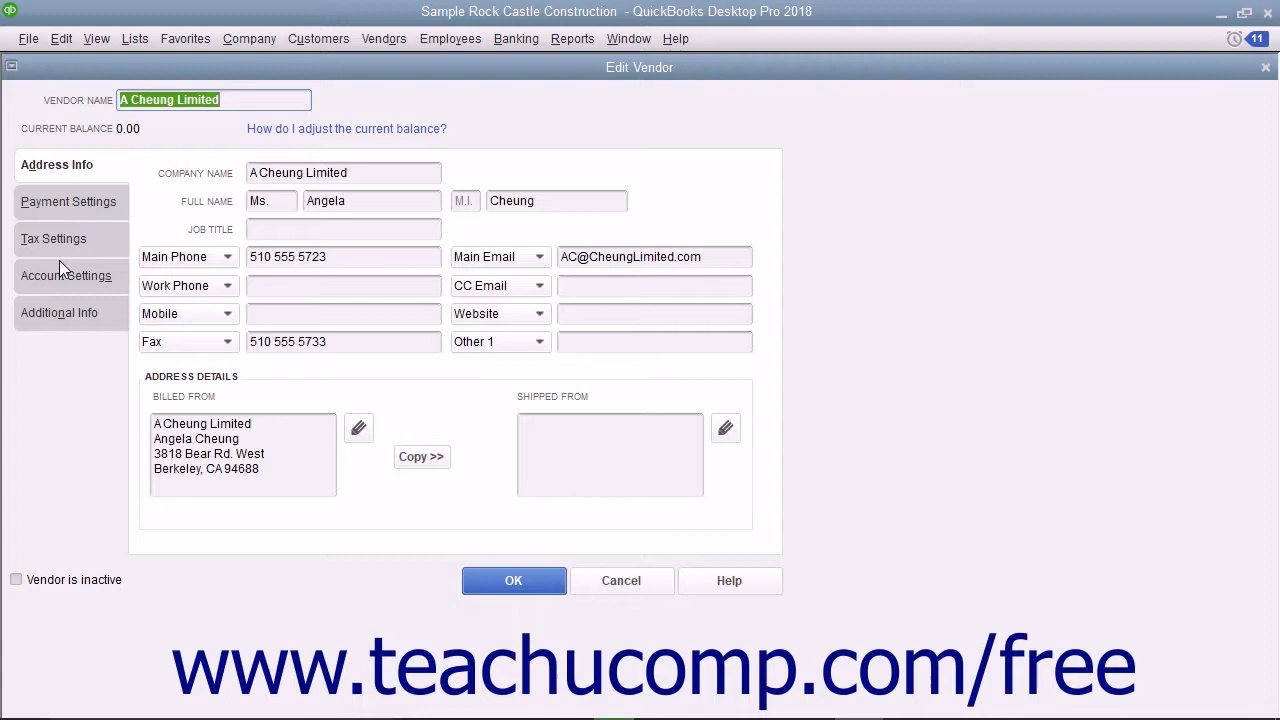 qb
Sample Rock Castle Construction - QuickBooks Desktop Pro 2018
File Edit View Lists Favorites Company Customers Vendors Employees Banking Reports Window Help 11
Edit Vendor
VENDOR NAME A Cheung Limited
CURRENT BALANCE 0.00 How do I adjust the current balance?
Address Info
Payment Settings
Tax Settings
Account Settings
Additional Info
COMPANY NAME A Cheung Limited
FULL NAME Ms. Angela M.I. Cheung
JOB TITLE
Main Phone 510 555 5723 Main Email AC@CheungLimited.com
Work Phone CC Email
Mobile Website
Fax 510 555 5733 Other 1
ADDRESS DETAILS
BILLED FROM
A Cheung Limited
Angela Cheung
3818 Bear Rd. West
Berkeley, CA 94688
Copy >>
SHIPPED FROM
Vendor is inactive
OK Cancel Help
www.teachucomp.com/free